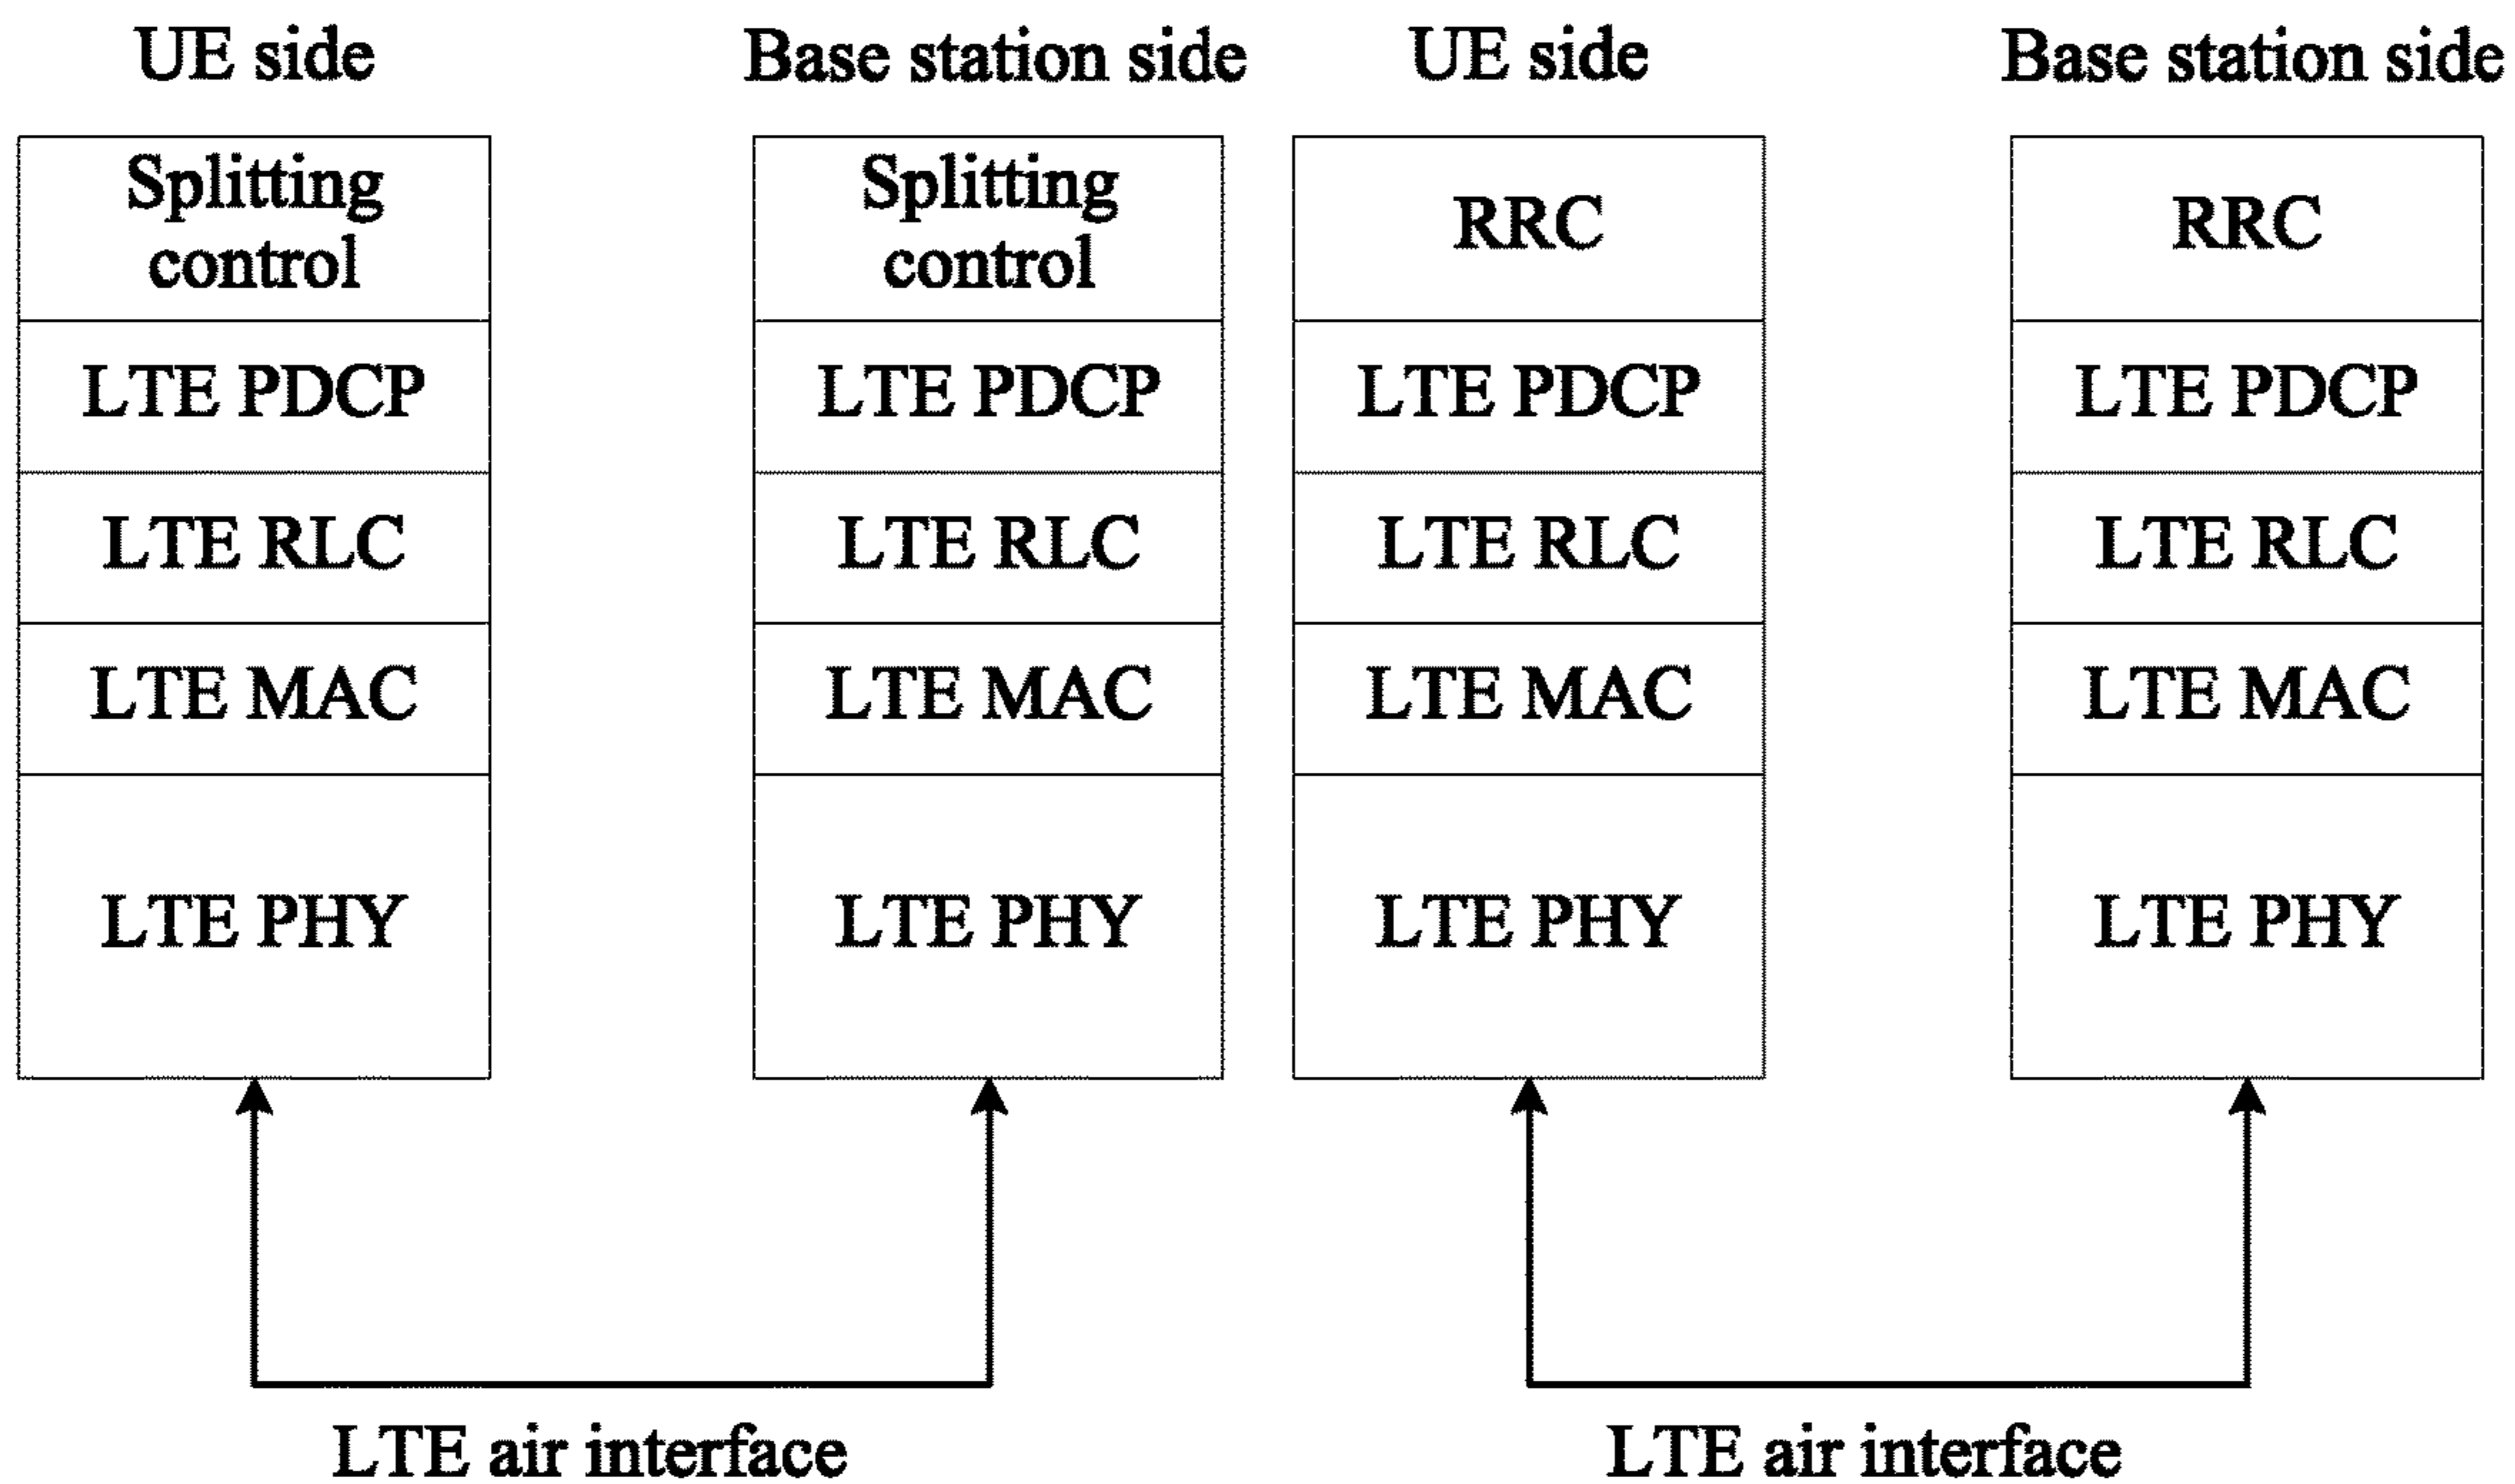 UE side
Base station side
UE side
Base station side
Splitting
control
LTE PDCP
LTE RLC
LTE MAC
LTE PHY
Splitting
control
LTE PDCP
LTE RLC
LTE MAC
LTE PHY
RRC
LTE PDCP
LTE RLC
LTE MAC
LTE PHY
RRC
LTE PDCP
LTE RLC
LTE MAC
LTE PHY
LTE air interface
LTE air interface